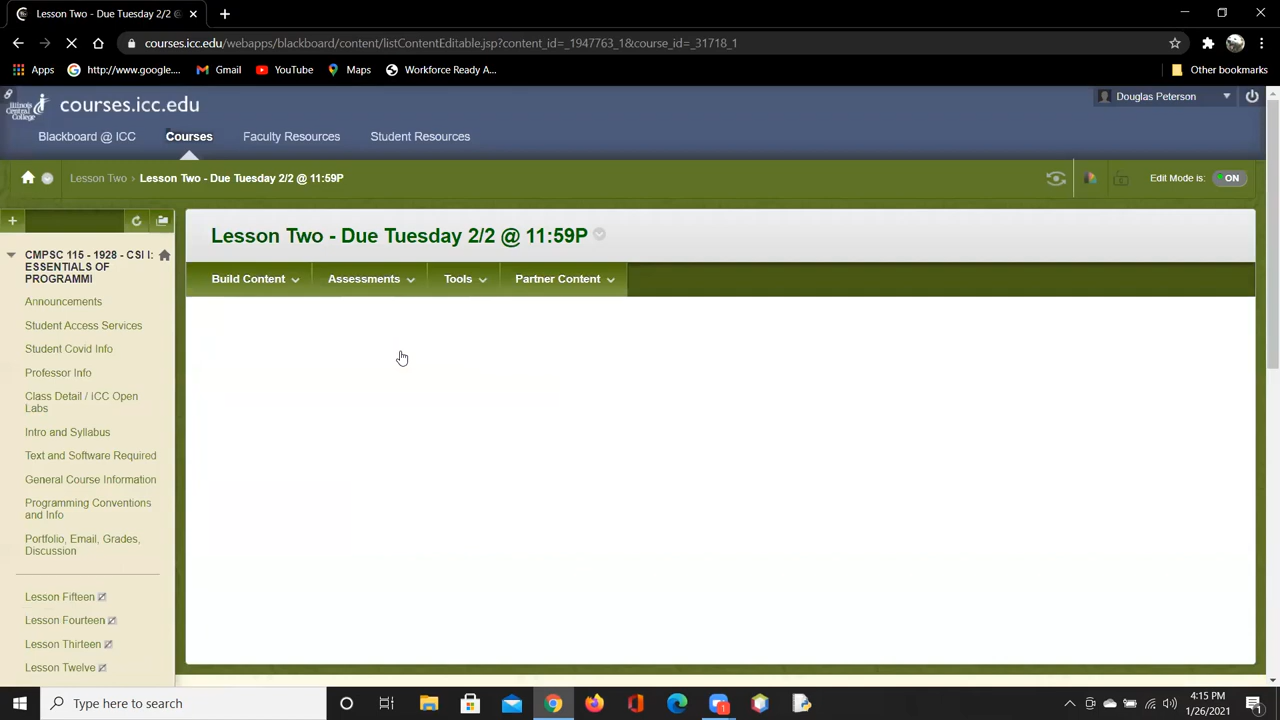 Lesson Two - Due Tuesday 2/2 @
courses.icc.edu/webapps/blackboard/content/listContentEditable.jsp?content_id=_1947763_1&course_id=_31718_1
Apps
http://www.google....
Gmail
YouTube
Maps
Workforce Ready A...
Other bookmarks
Illinois Central College
courses.icc.edu
Douglas Peterson
Blackboard @ ICC
Courses
Faculty Resources
Student Resources
Lesson Two
Lesson Two - Due Tuesday 2/2 @ 11:59P
Edit Mode is:
ON
CMPSC 115 - 1928 - CSI I:
ESSENTIALS OF
PROGRAMMI
Announcements
Student Access Services
Student Covid Info
Professor Info
Class Detail / ICC Open
Labs
Intro and Syllabus
Text and Software Required
General Course Information
Programming Conventions
and Info
Portfolio, Email, Grades,
Discussion
Lesson Fifteen
Lesson Fourteen
Lesson Thirteen
Lesson Twelve
Lesson Two - Due Tuesday 2/2 @ 11:59P
Build Content
Assessments
Tools
Partner Content
Type here to search
1
4:15 PM
1/26/2021
1